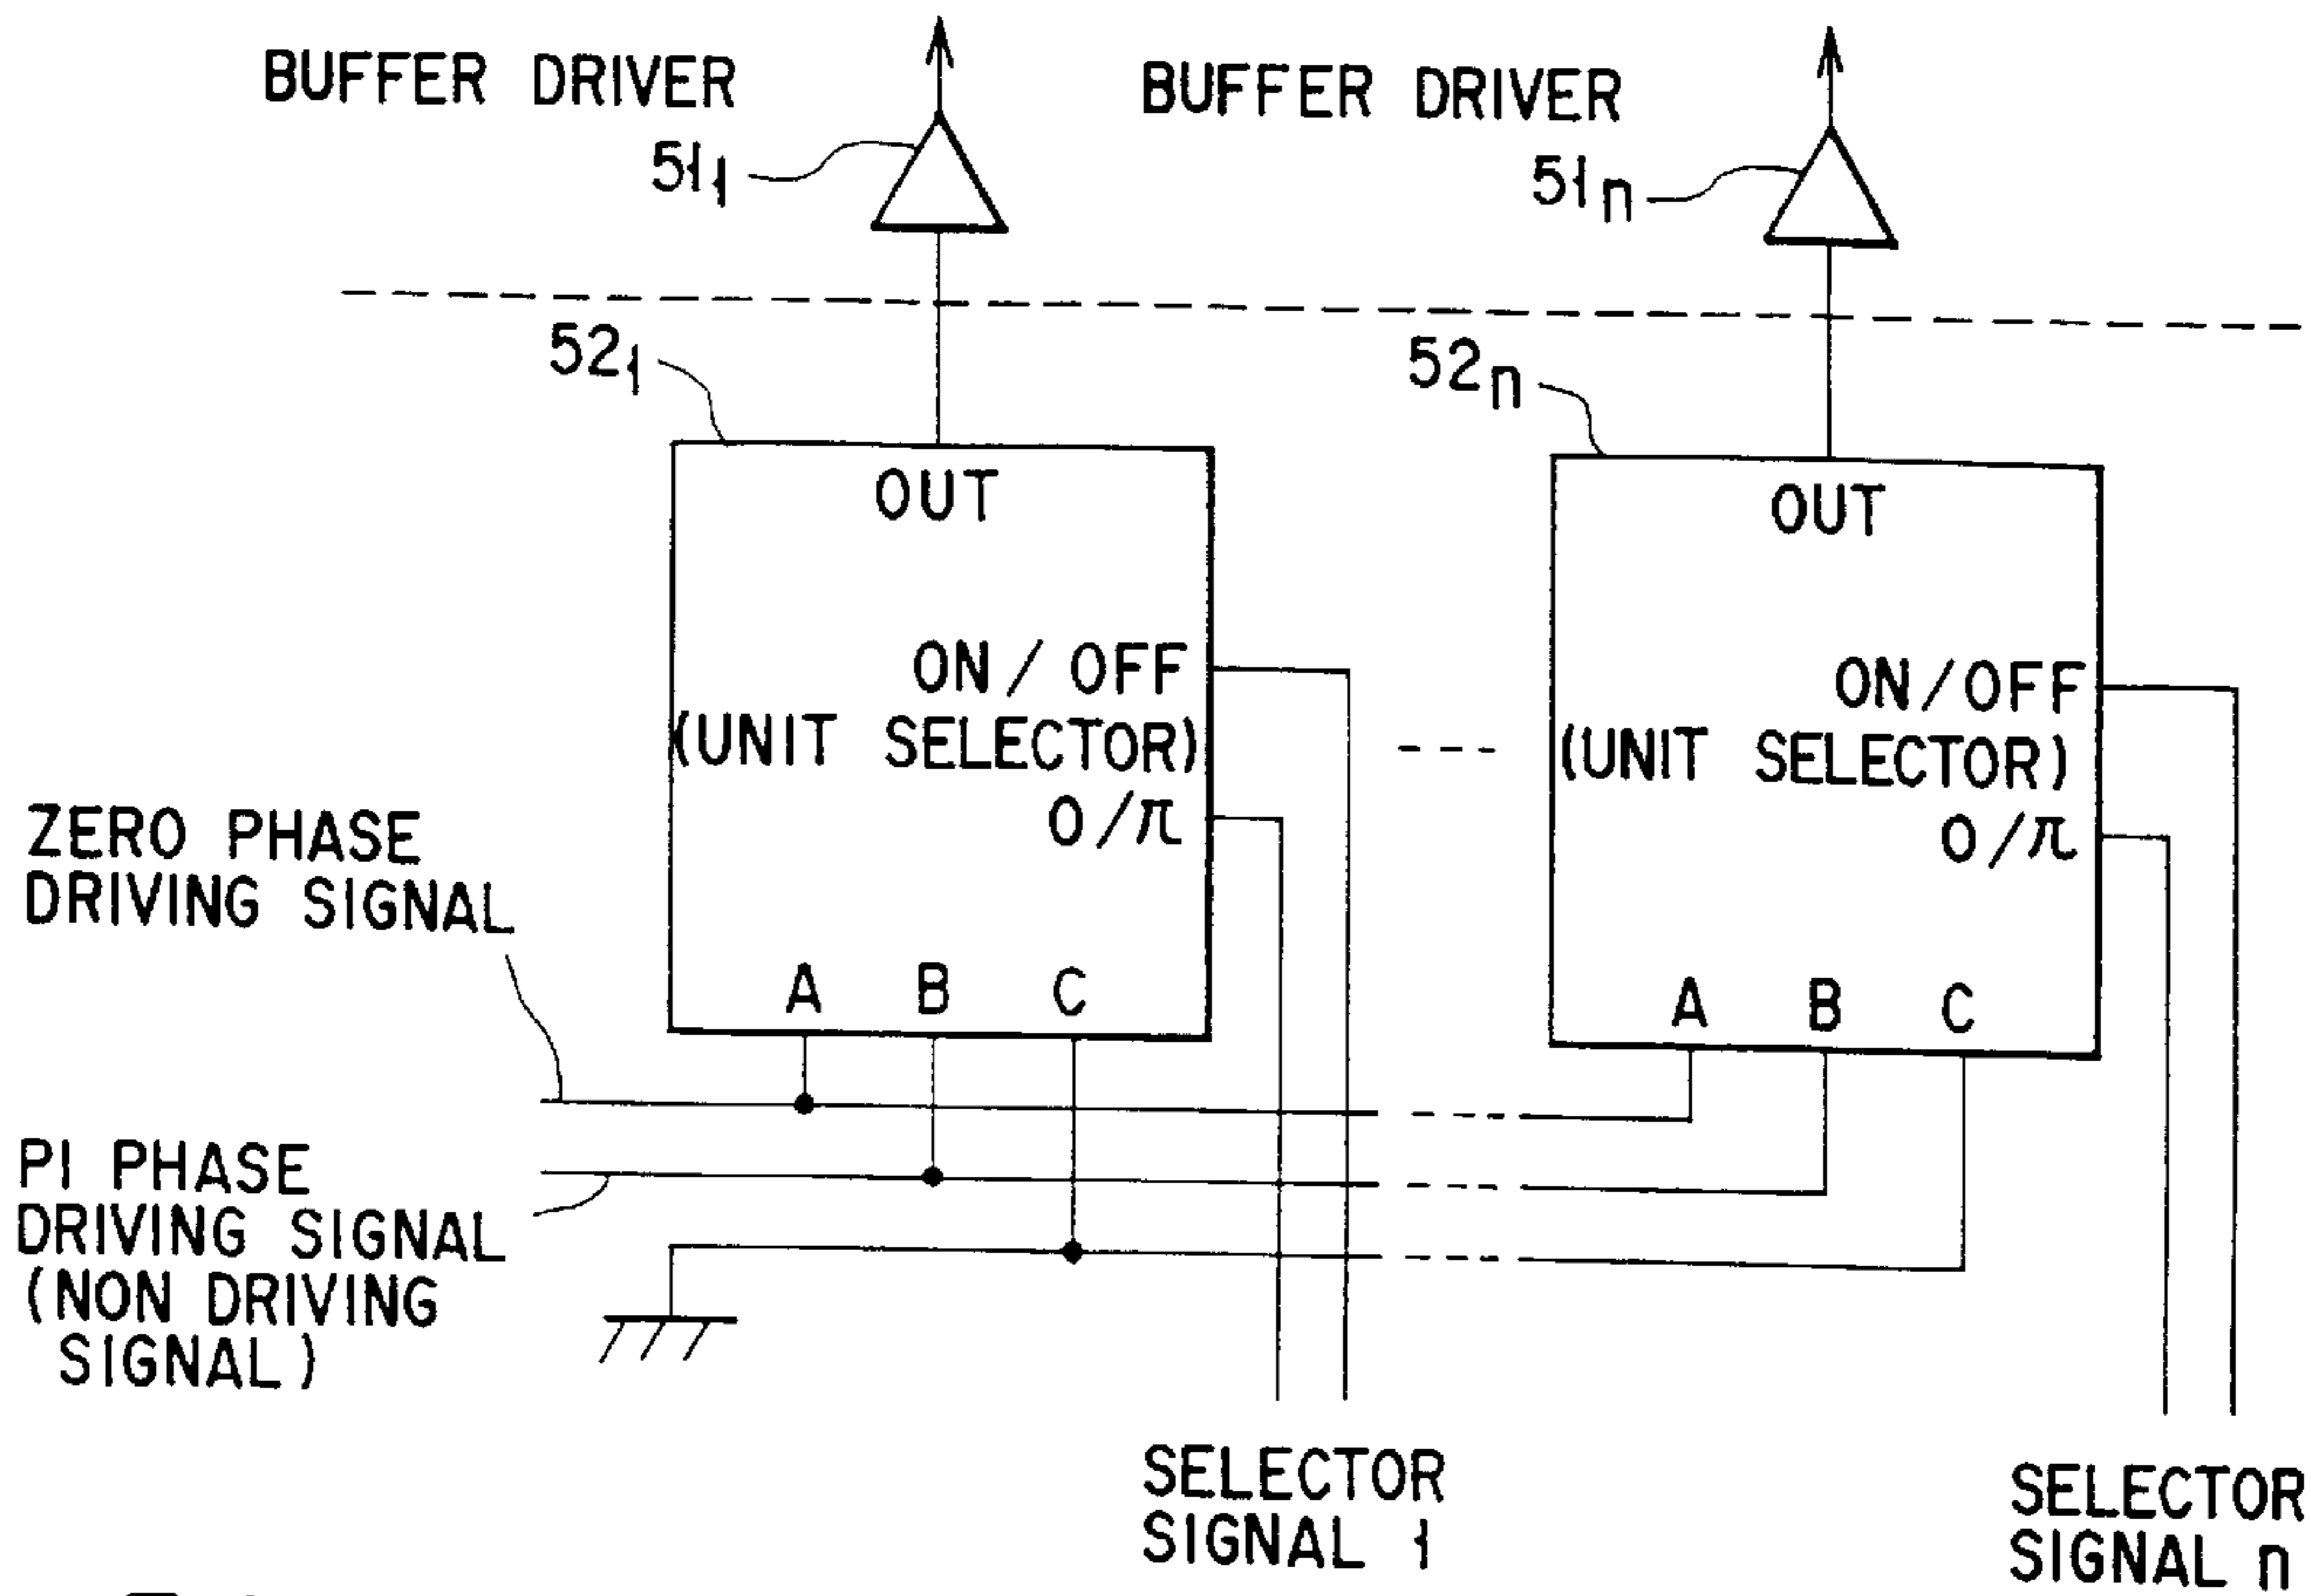 BUFFER DRIVER
51₁
BUFFER DRIVER
51ₙ
52₁
52ₙ
OUT
ON / OFF
(UNIT SELECTOR)
0/π
A B C
OUT
ON/OFF
(UNIT SELECTOR)
0/π
A B C
ZERO PHASE
DRIVING SIGNAL
PI PHASE
DRIVING SIGNAL
(NON DRIVING
SIGNAL)
SELECTOR
SIGNAL 1
SELECTOR
SIGNAL n